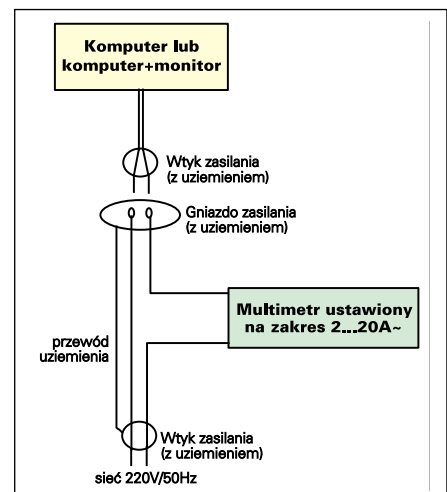 Komputer lub
komputer+monitor
Wtyk zasilania
(z uziemieniem)
Gniazdo zasilania
(z uziemieniem)
Multimetr ustawiony
na zakres 2...20A~
przewód
uziemienia
Wtyk zasilania
(z uziemieniem)
sieć 220V/50Hz